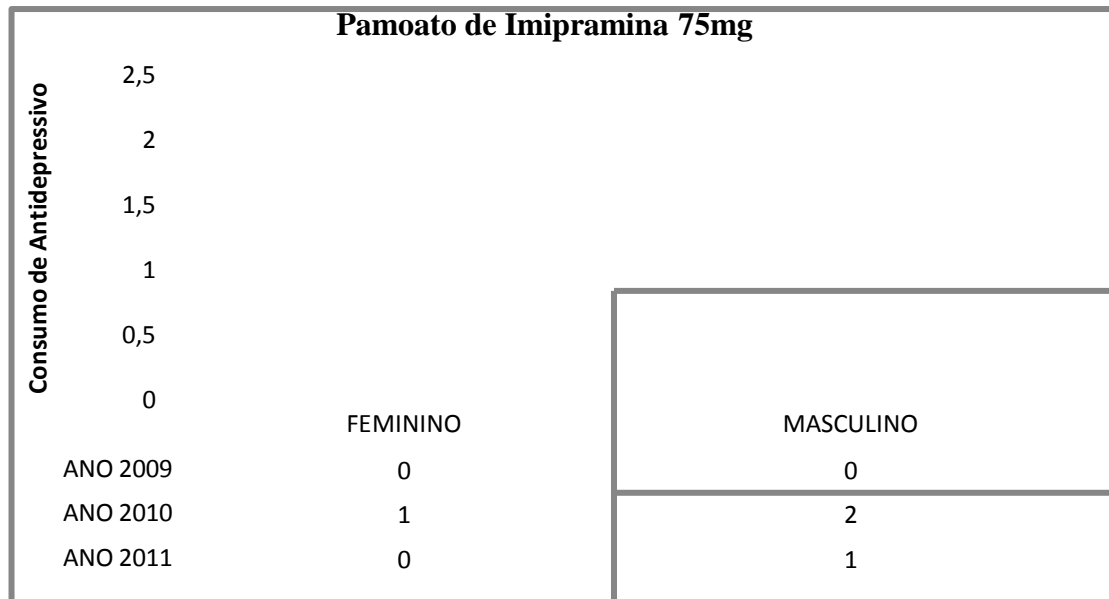 Pamoato de Imipramina 75mg
Consumo de Antidepressivo
2,5
2
1,5
1
0,5
0
FEMININO MASCULINO
ANO 2009 0 0
ANO 2010 1 2
ANO 2011 0 1